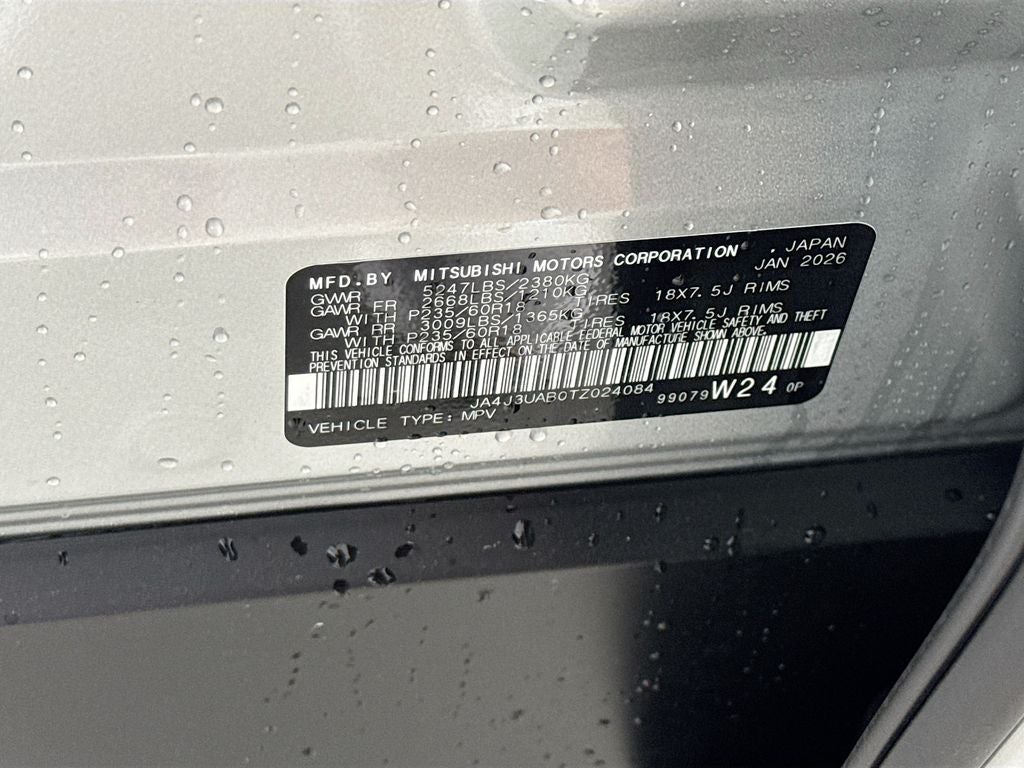 MFD.BY MITSUBISHI MOTORS CORPORATION , JAPAN
GWWR 5247LBS/2380KG JAN 2026
GAWR FR 2668LBS/1210KG
WITH P235/60R18 TIRES 18X7.5J RIMS
GAWR RR 3009LBS/1365KG
WITH P235/60R18 TIRES 18X7.5J RIMS
THIS VEHICLE CONFORMS TO ALL APPLICABLE FEDERAL MOTOR VEHICLE SAFETY AND THEFT
PREVENTION STANDARDS IN EFFECT ON THE DATE OF MANUFACTURE SHOWN ABOVE.
JA4J3UAB0TZ024084
VEHICLE TYPE: MPV 99079 W24 0P